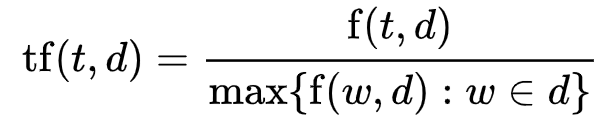 tf(t, d) = f(t, d) / max{f(w, d) : w ∈ d}